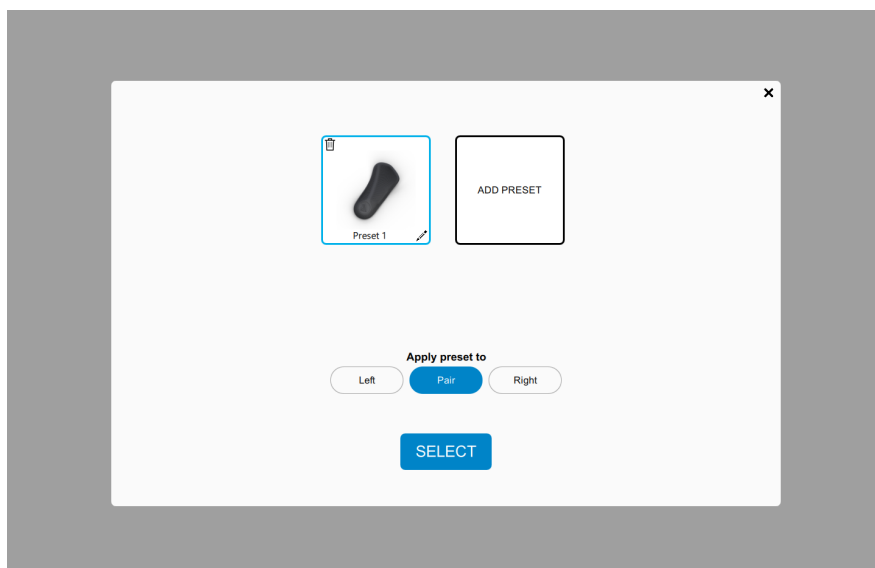 ADD PRESET
Preset 1
Apply preset to
Left Pair Right
SELECT